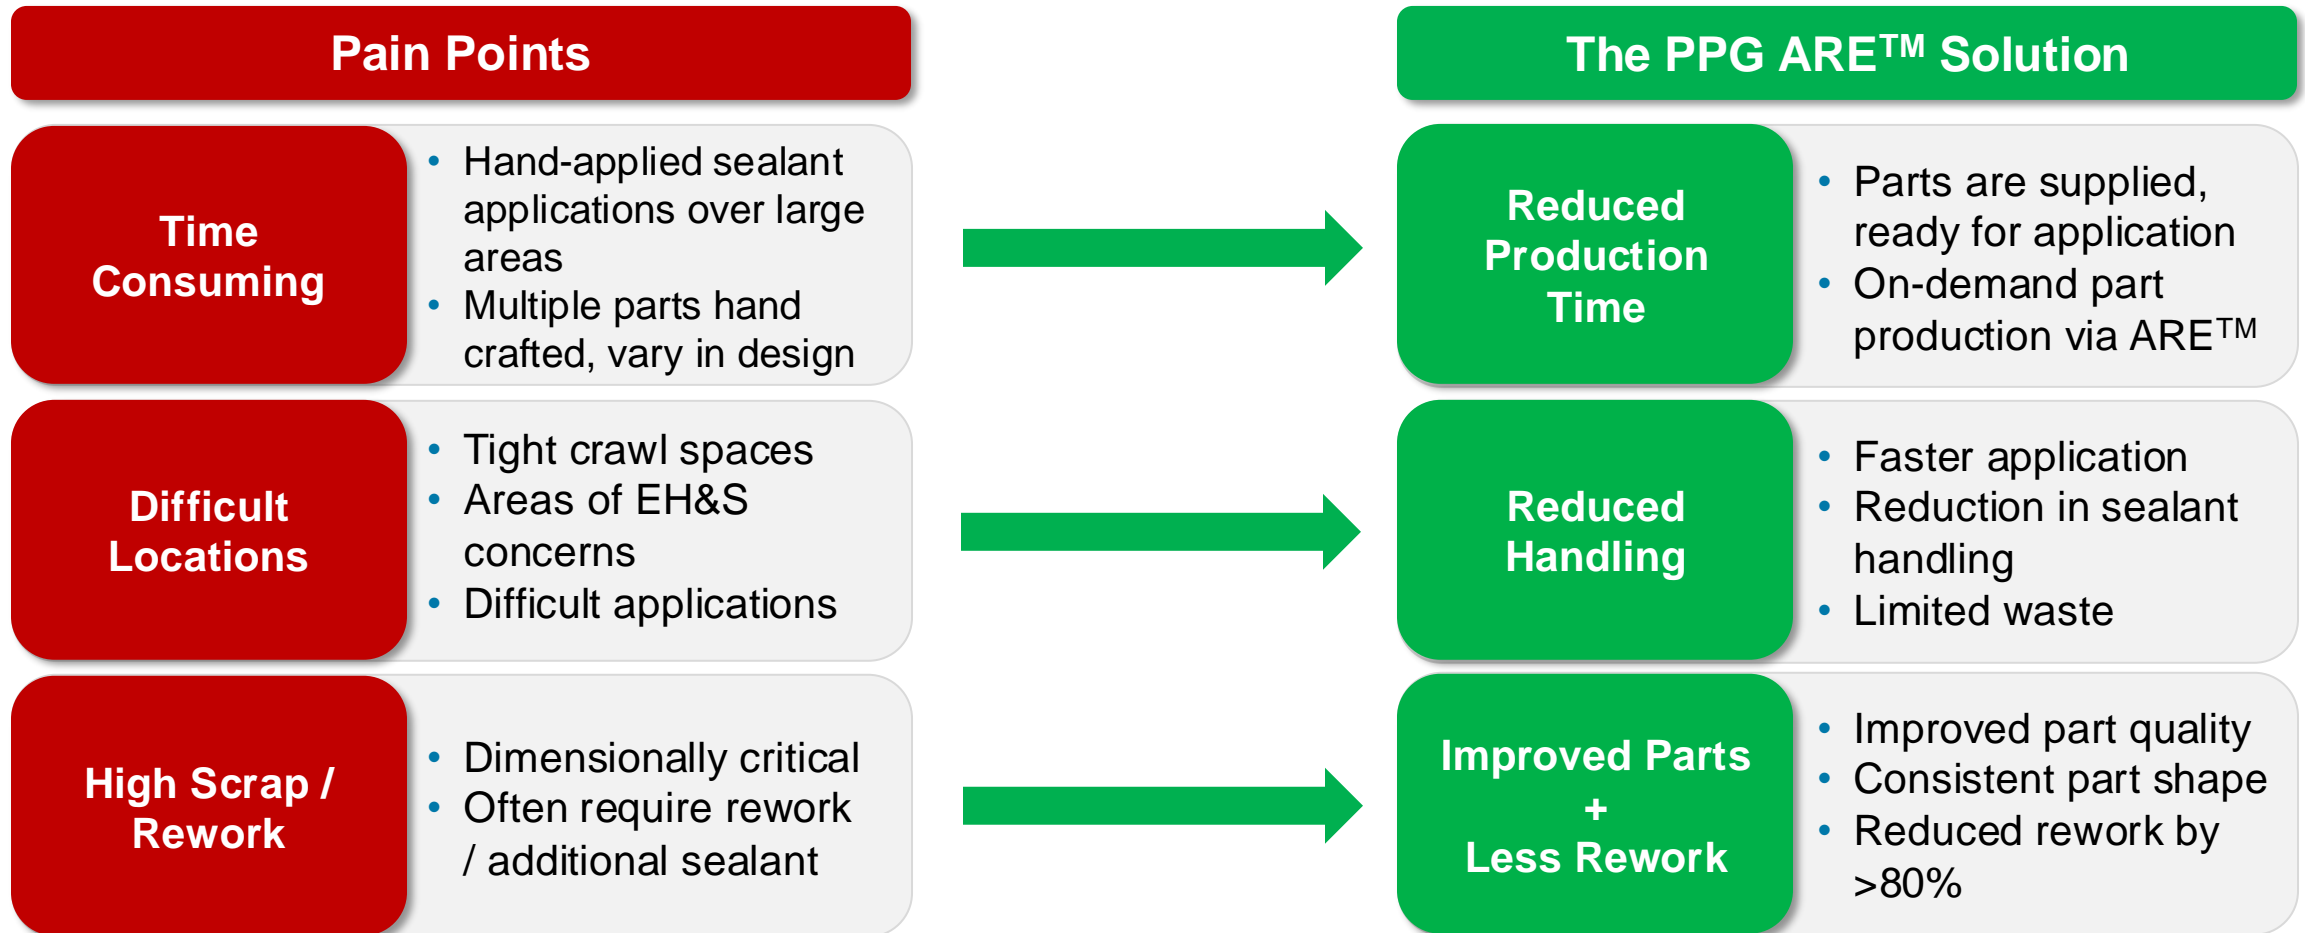 Pain Points
The PPG ARE™ Solution
Time
Consuming
• Hand-applied sealant
applications over large
areas
• Multiple parts hand
crafted, vary in design
Reduced
Production
Time
• Parts are supplied,
ready for application
• On-demand part
production via ARE™
Difficult
Locations
• Tight crawl spaces
• Areas of EH&S
concerns
• Difficult applications
Reduced
Handling
• Faster application
• Reduction in sealant
handling
• Limited waste
High Scrap /
Rework
• Dimensionally critical
• Often require rework
/ additional sealant
Improved Parts
+
Less Rework
• Improved part quality
• Consistent part shape
• Reduced rework by
>80%